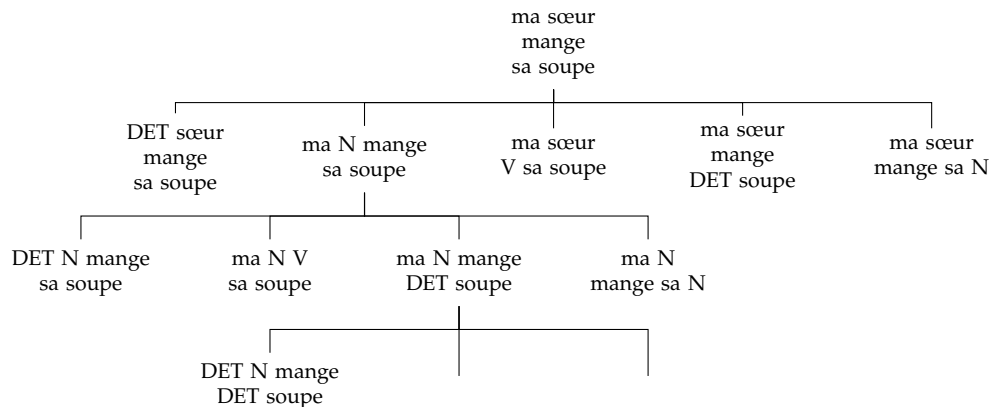 ma sœur
mange
sa soupe
DET sœur
mange
sa soupe
ma N mange
sa soupe
ma sœur
V sa soupe
ma sœur
mange
DET soupe
ma sœur
mange sa N
DET N mange
sa soupe
ma N V
sa soupe
ma N mange
DET soupe
ma N
mange sa N
DET N mange
DET soupe